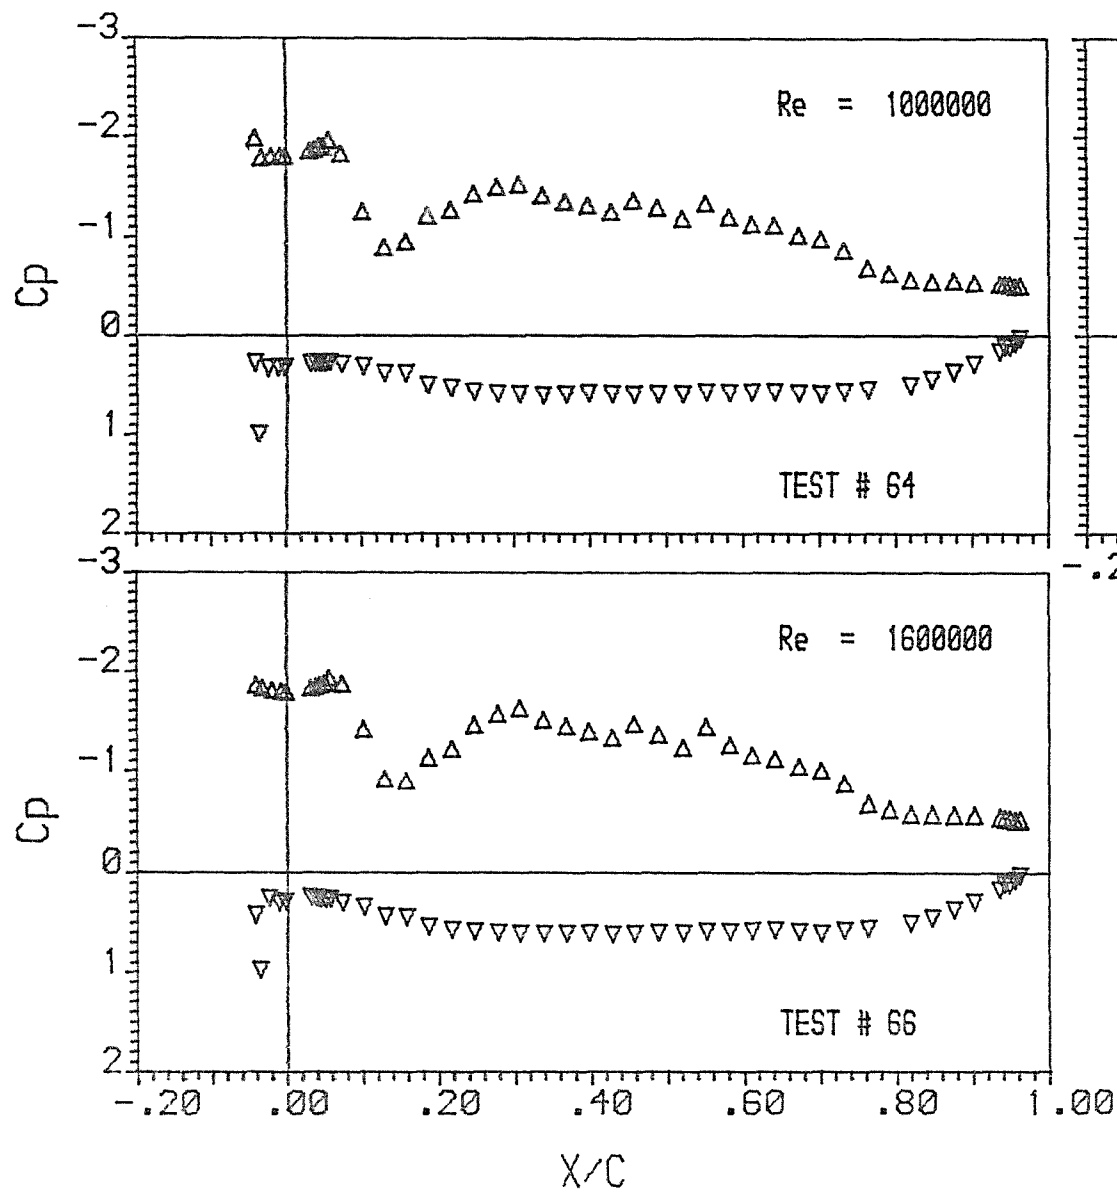 -3
Re = 1000000
-2
-1
Cp
0
1
TEST # 64
2
-3
-.2
Re = 1600000
-2
-1
Cp
0
1
TEST # 66
2
-.20 .00 .20 .40 .60 .80 1.00
X/C